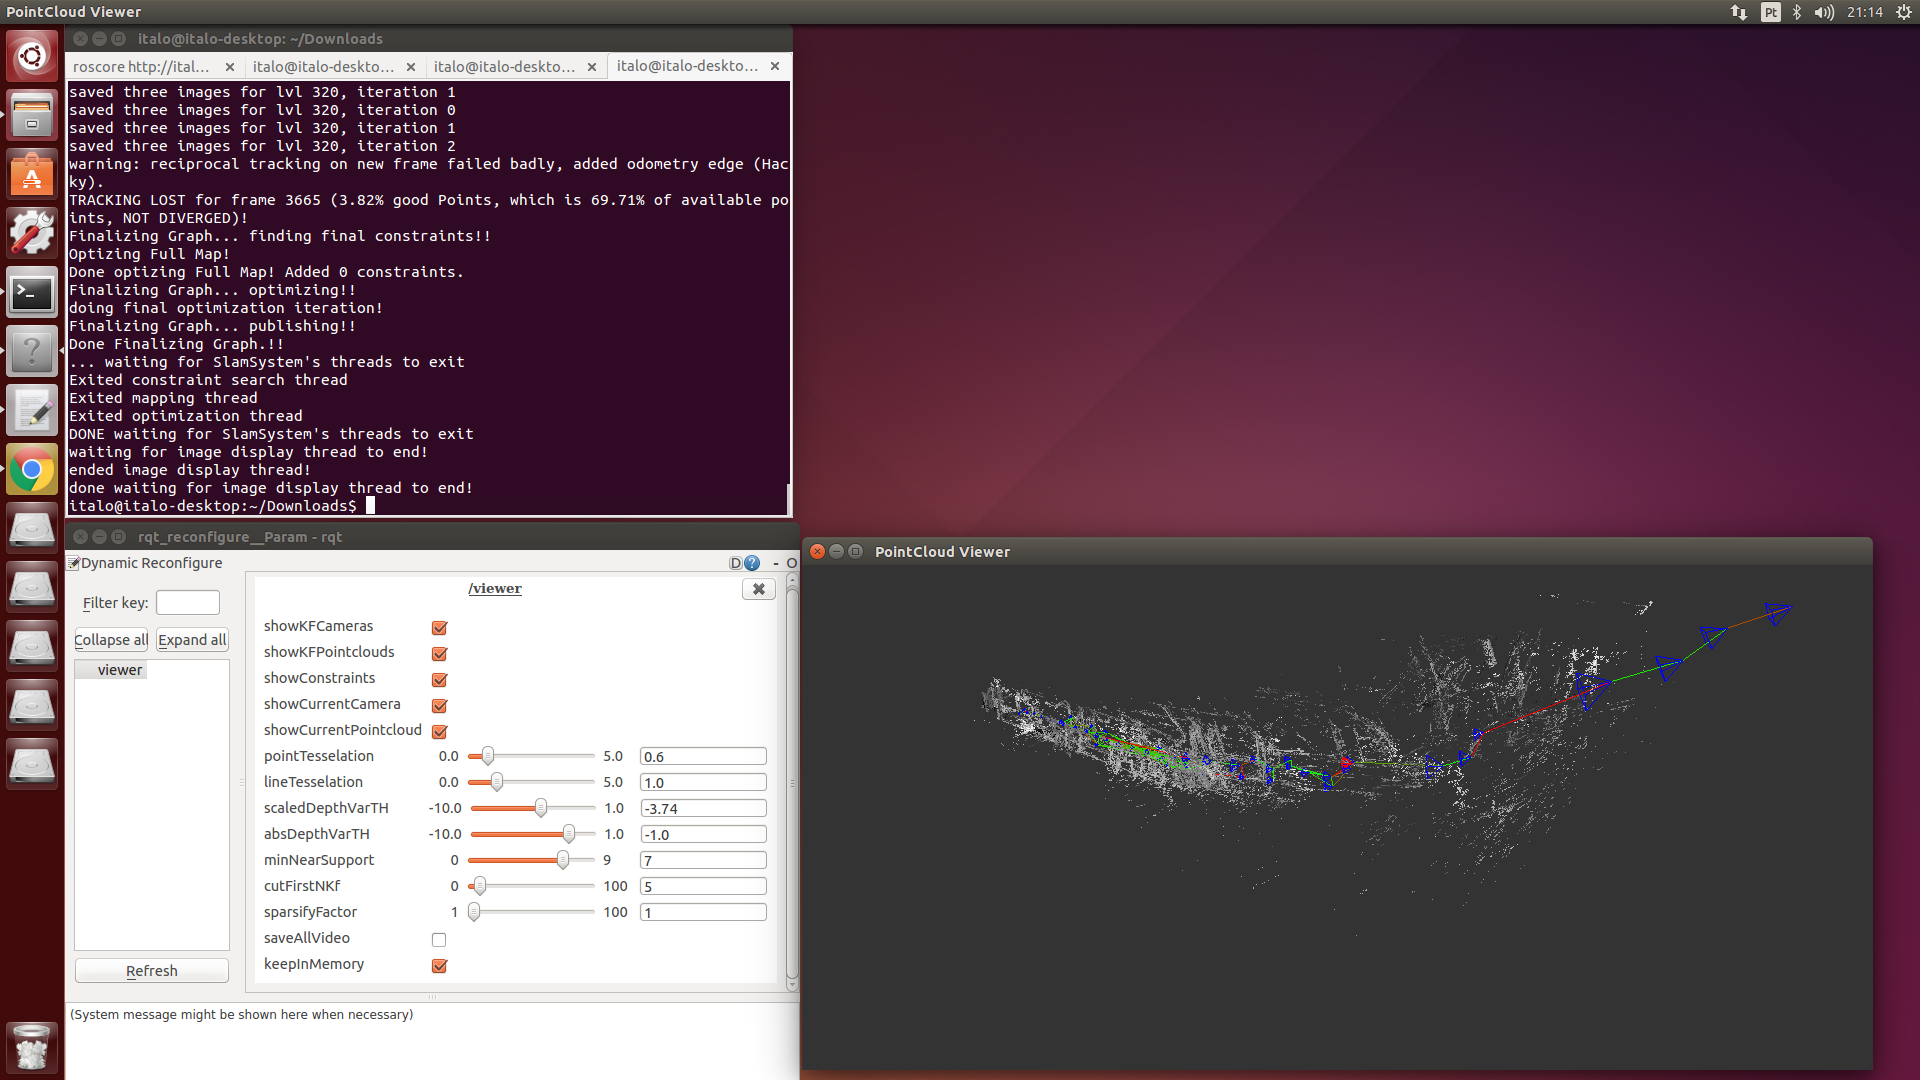 PointCloud Viewer
Pt
21:14
italo@italo-desktop: ~/Downloads
roscore http://ital...
italo@italo-deskto...
italo@italo-deskto...
italo@italo-deskto...
saved three images for lvl 320, iteration 1
saved three images for lvl 320, iteration 0
saved three images for lvl 320, iteration 1
saved three images for lvl 320, iteration 2
warning: reciprocal tracking on new frame failed badly, added odometry edge (Hac
ky).
TRACKING LOST for frame 3665 (3.82% good Points, which is 69.71% of available po
ints, NOT DIVERGED)!
Finalizing Graph... finding final constraints!!
Optizing Full Map!
Done optizing Full Map! Added 0 constraints.
Finalizing Graph... optimizing!!
doing final optimization iteration!
Finalizing Graph... publishing!!
Done Finalizing Graph.!!
... waiting for SlamSystem's threads to exit
Exited constraint search thread
Exited mapping thread
Exited optimization thread
DONE waiting for SlamSystem's threads to exit
waiting for image display thread to end!
ended image display thread!
done waiting for image display thread to end!
italo@italo-desktop:~/Downloads$
rqt_reconfigure__Param - rqt
Dynamic Reconfigure
D
- O
Filter key:
Collapse all
Expand all
viewer
Refresh
/viewer
showKFCameras
showKFPointclouds
showConstraints
showCurrentCamera
showCurrentPointcloud
pointTesselation 0.0 5.0 0.6
lineTesselation 0.0 5.0 1.0
scaledDepthVarTH -10.0 1.0 -3.74
absDepthVarTH -10.0 1.0 -1.0
minNearSupport 0 9 7
cutFirstNKf 0 100 5
sparsifyFactor 1 100 1
saveAllVideo
keepInMemory
(System message might be shown here when necessary)
PointCloud Viewer